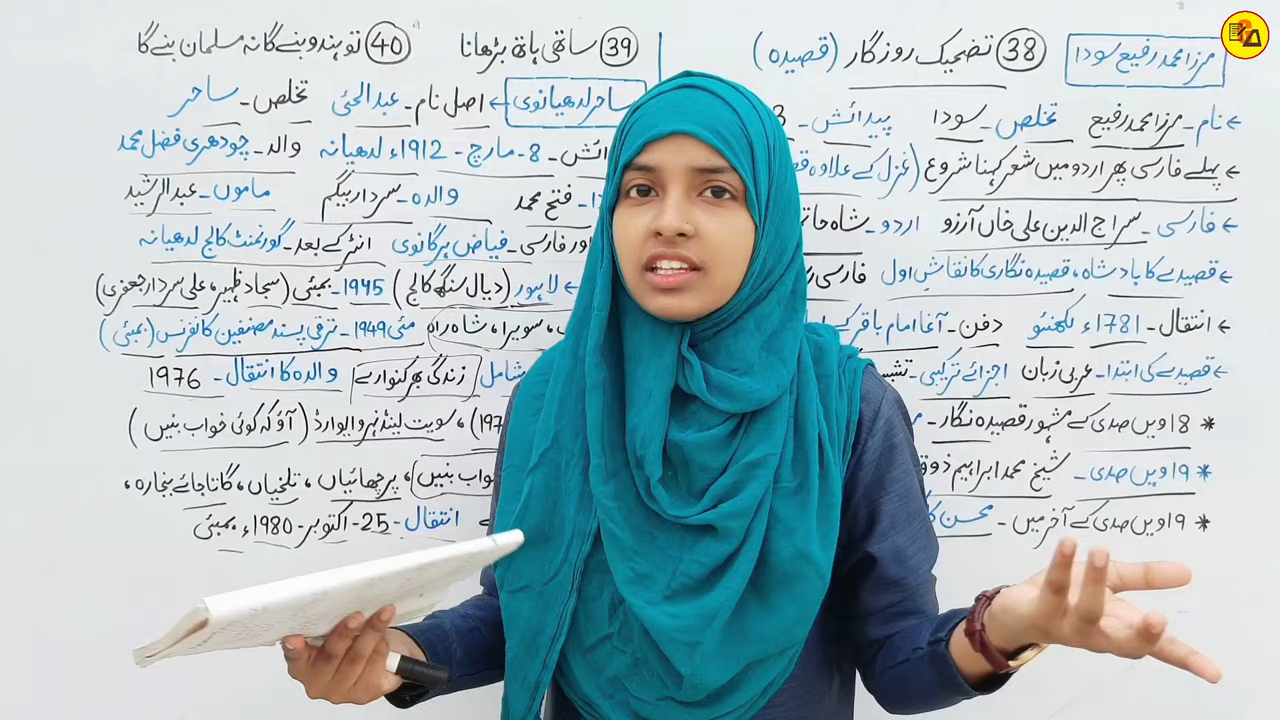 مرزا محمد رفیع سودا
38 تضحیک روزگار (قصیدہ)
← نام۔ مرزا محمد رفیع تخلص۔ سودا پیدائش۔
← پہلے فارسی پھر اردو میں شعر کہنا شروع (غزل کے علاوہ
← فارسی۔ سراج الدین علی خاں آرزو اردو۔ شاہ حاتم
← قصیدے کا بادشاہ، قصیدہ نگاری کا نقاشِ اول فارسی
← انتقال۔ 1781ء لکھنئو دفن۔ آغا امام باقر کے
← قصیدے کی ابتدا۔ عربی زبان اجزائے ترکیبی۔
* 18 ویں صدی کے مشہور قصیدہ نگار۔
* 19 ویں صدی۔ شیخ محمد ابراہیم ذوق
* 19 ویں صدی کے آخر میں۔ محسن
39 ساتھی ہاتھ بڑھانا 40 تو ہندو بنے گا نہ مسلمان بنے گا
ساحر لدھیانوی ← اصل نام۔ عبدالحئی تخلص۔ ساحر
8۔ مارچ۔ 1912ء لدھیانہ والد۔ چودھری فضل محمد
فتح محمد والدہ۔ سردار بیگم ماموں۔ عبدالرشید
اور فارسی۔ فیاض ہرگانوی انٹر کے بعد۔ گورنمنٹ کالج لدھیانہ
← لاہور (دیال سنگھ کالج) 1945۔ بمبئی (سجاد ظہیر، علی سردار جعفری)
سویرا، شاہ راہ مئی 1949۔ ترقی پسند مصنفین کانفرنس (بمبئی)
شامل زندگی بھر کنوارے والدہ کا انتقال۔ 1976
سویت لینڈ نہرو ایوارڈ (آؤ کہ کوئی خواب بنیں)
خواب بنیں، پرچھائیاں، تلخیاں، گاتا جائے بنجارہ،
انتقال۔ 25۔ اکتوبر۔ 1980ء، بمبئی